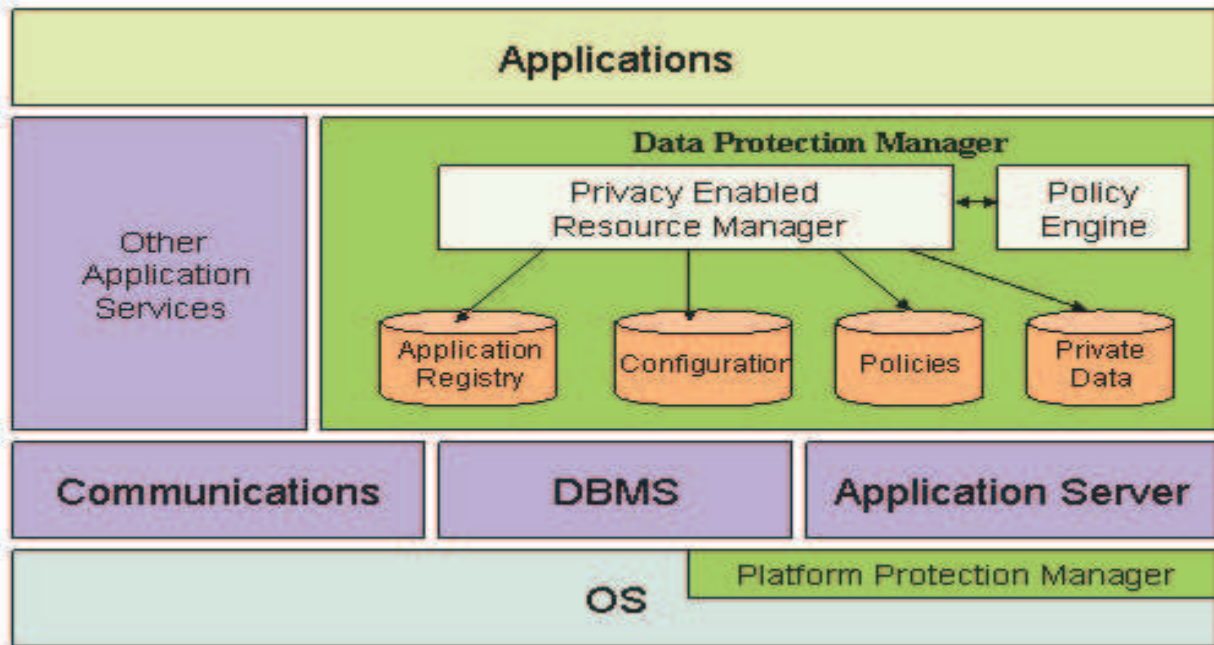 Applications
Data Protection Manager
Privacy Enabled
Resource Manager
Policy
Engine
Other
Application
Services
Application
Registry
Configuration
Policies
Private
Data
Communications
DBMS
Application Server
Platform Protection Manager
OS